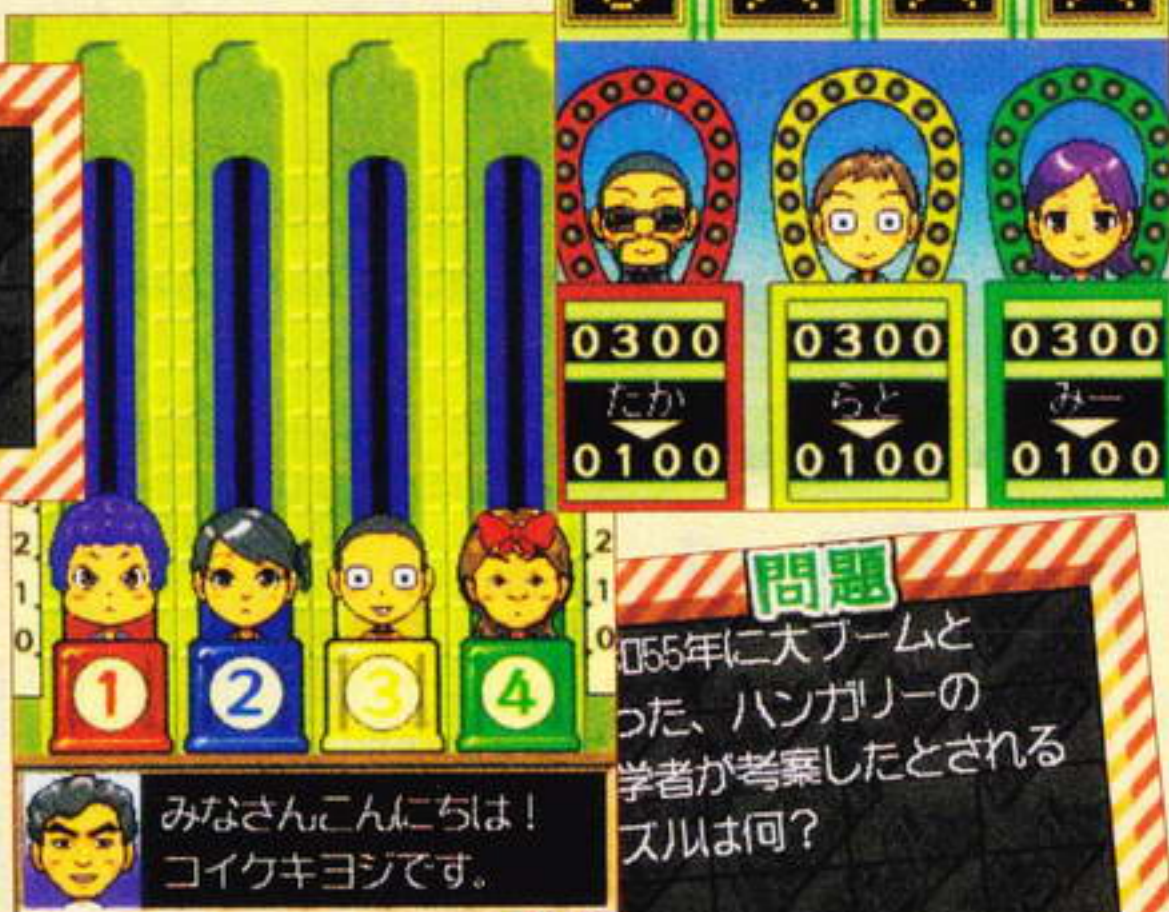 0300
たか
0100
0300
らと
0100
0300
みー
0100
2
1
0
2
1
0
1
2
3
4
みなさんこんにちは！
コイケキヨジです。
問題
55年に大ブームと
った、ハンガリーの
学者が考案したとされる
ズルは何？